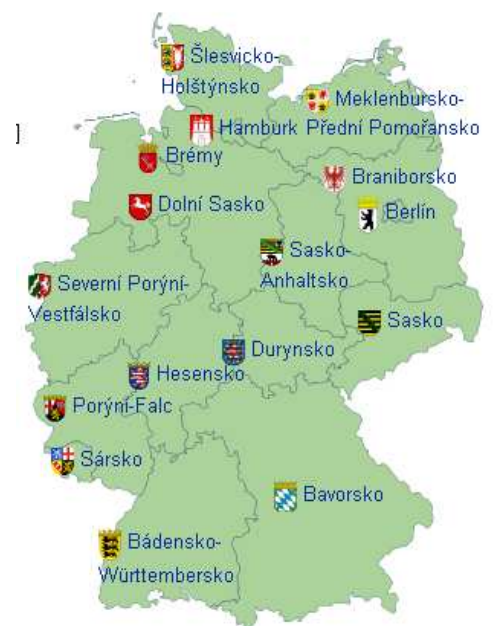 Šlesvicko-
Holštýnsko
Meklenbursko-
Přední Pomořansko
Hamburk
]
Brémy
Braniborsko
Dolní Sasko
Berlín
Sasko-
Anhaltsko
Severní Porýní-
Vestfálsko
Sasko
Durynsko
Hesensko
Porýní-Falc
Sársko
Bavorsko
Bádensko-
Württembersko